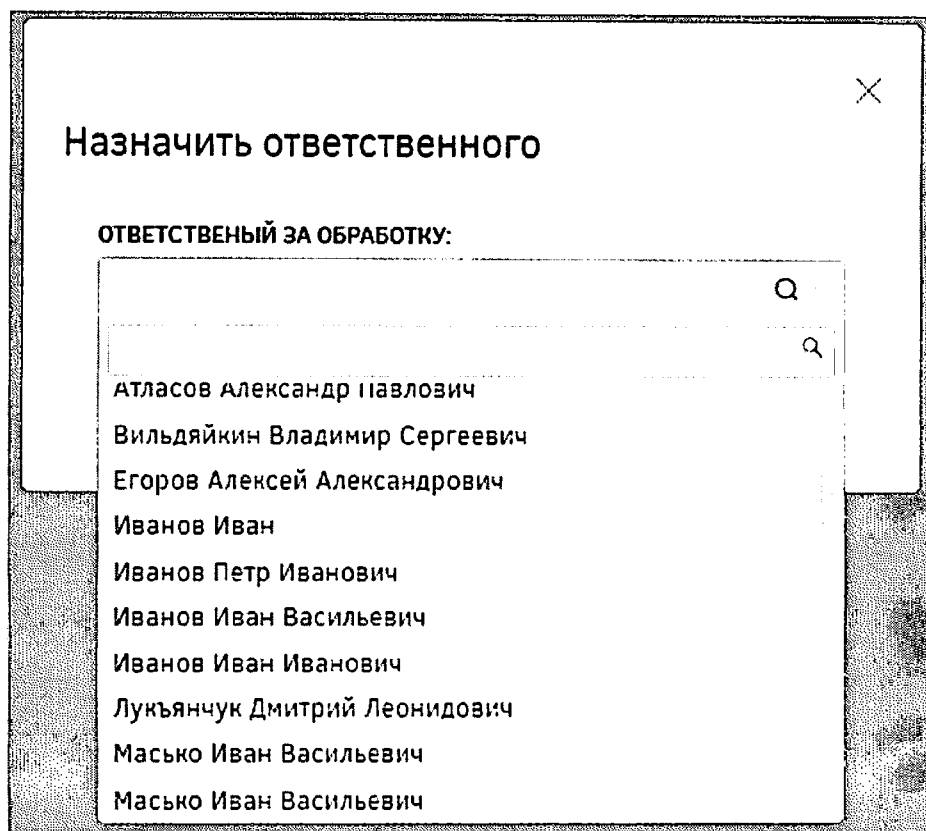 Назначить ответственного
ОТВЕТСТВЕНЫЙ ЗА ОБРАБОТКУ:
Атласов Александр Павлович
Вильдяйкин Владимир Сергеевич
Егоров Алексей Александрович
Иванов Иван
Иванов Петр Иванович
Иванов Иван Васильевич
Иванов Иван Иванович
Лукъянчук Дмитрий Леонидович
Масько Иван Васильевич
Масько Иван Васильевич